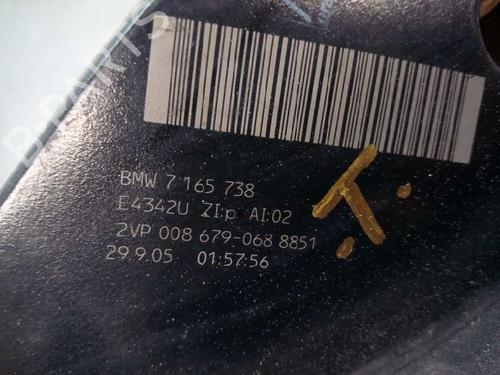 B-PARTS
BMW 7 165 738
E4342U ZI:p AI:02
2VP 008 679-068 8851
29.9.05 01:57:56
.T.